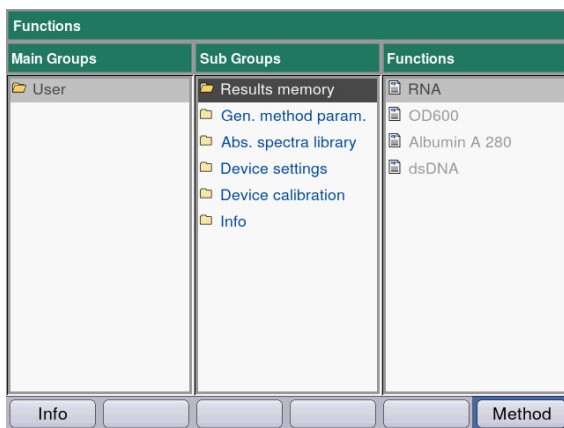 Functions
Main Groups
Sub Groups
Functions
User
Results memory
Gen. method param.
Abs. spectra library
Device settings
Device calibration
Info
RNA
OD600
Albumin A 280
dsDNA
Info
Method